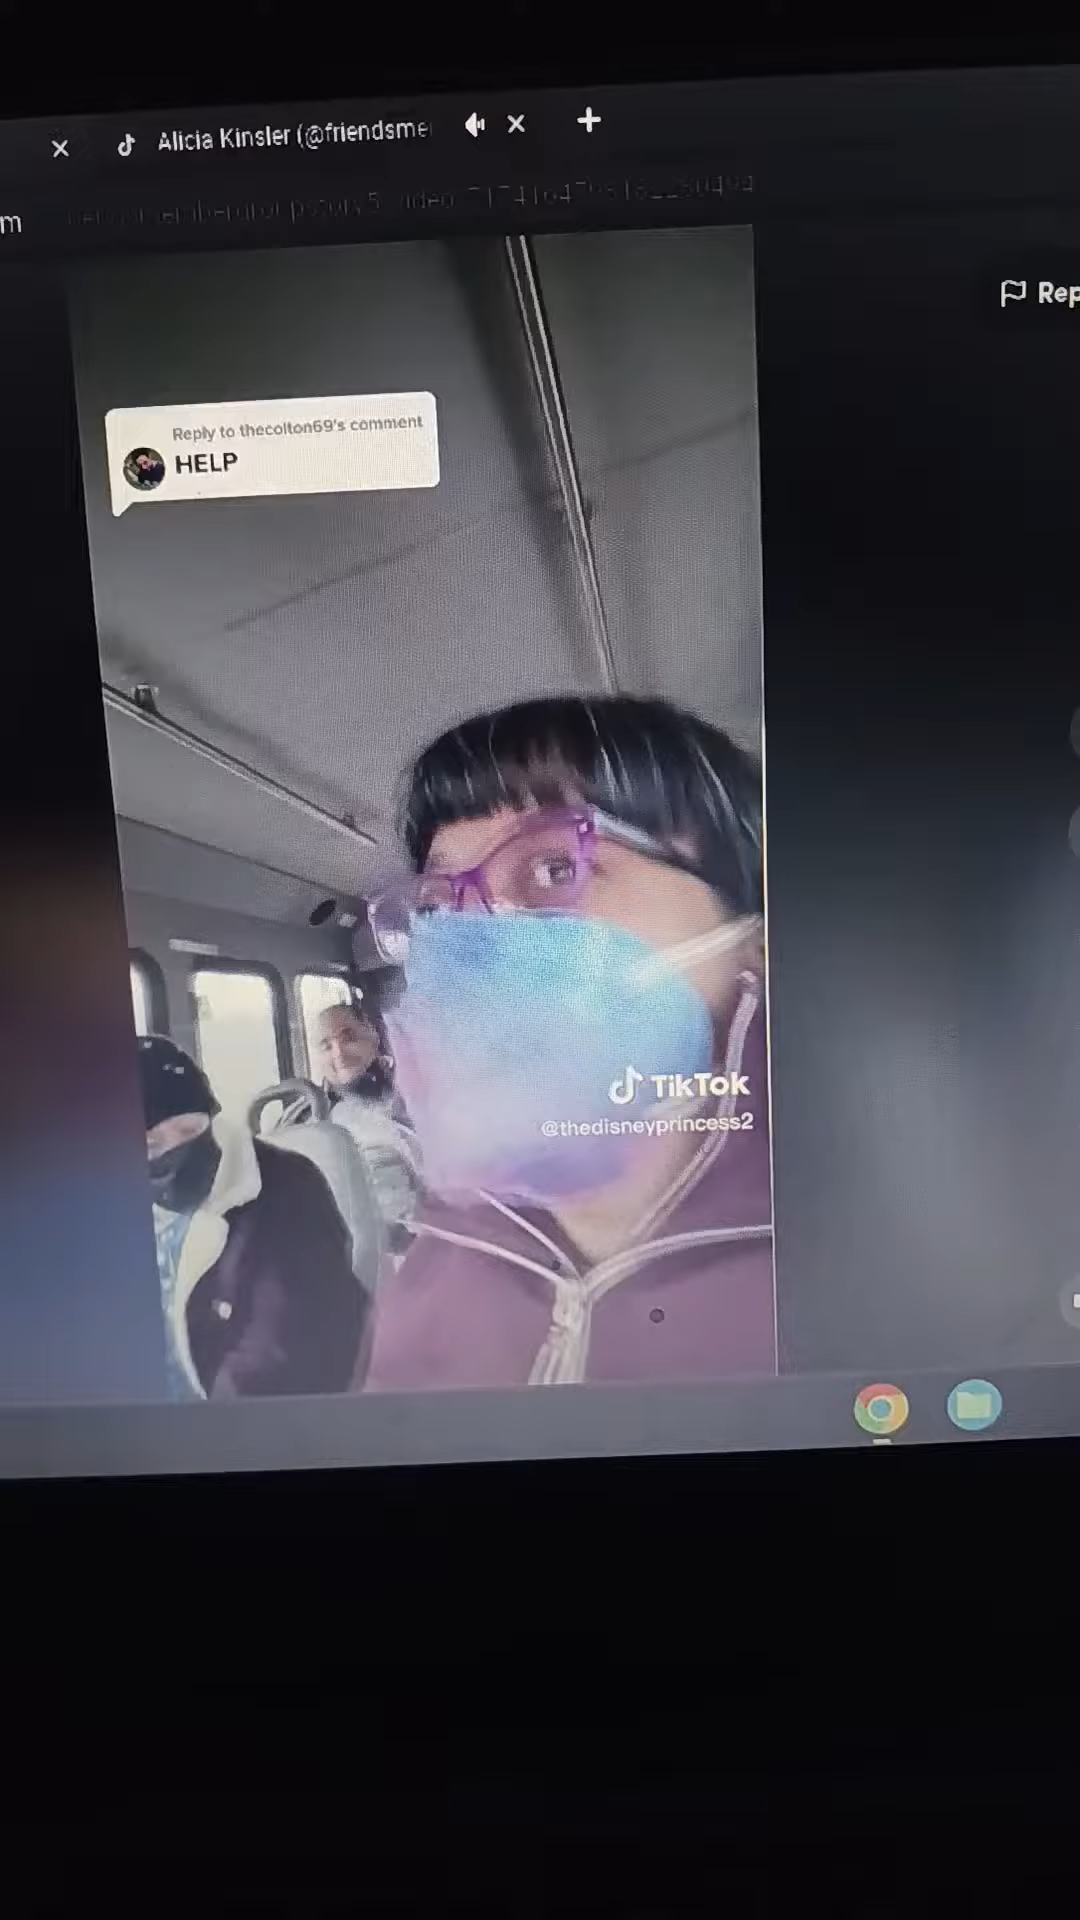 Alicia Kinsler (@friendsme
m
Rep
Reply to thecolton69's comment
HELP
TikTok
@thedisneyprincess2